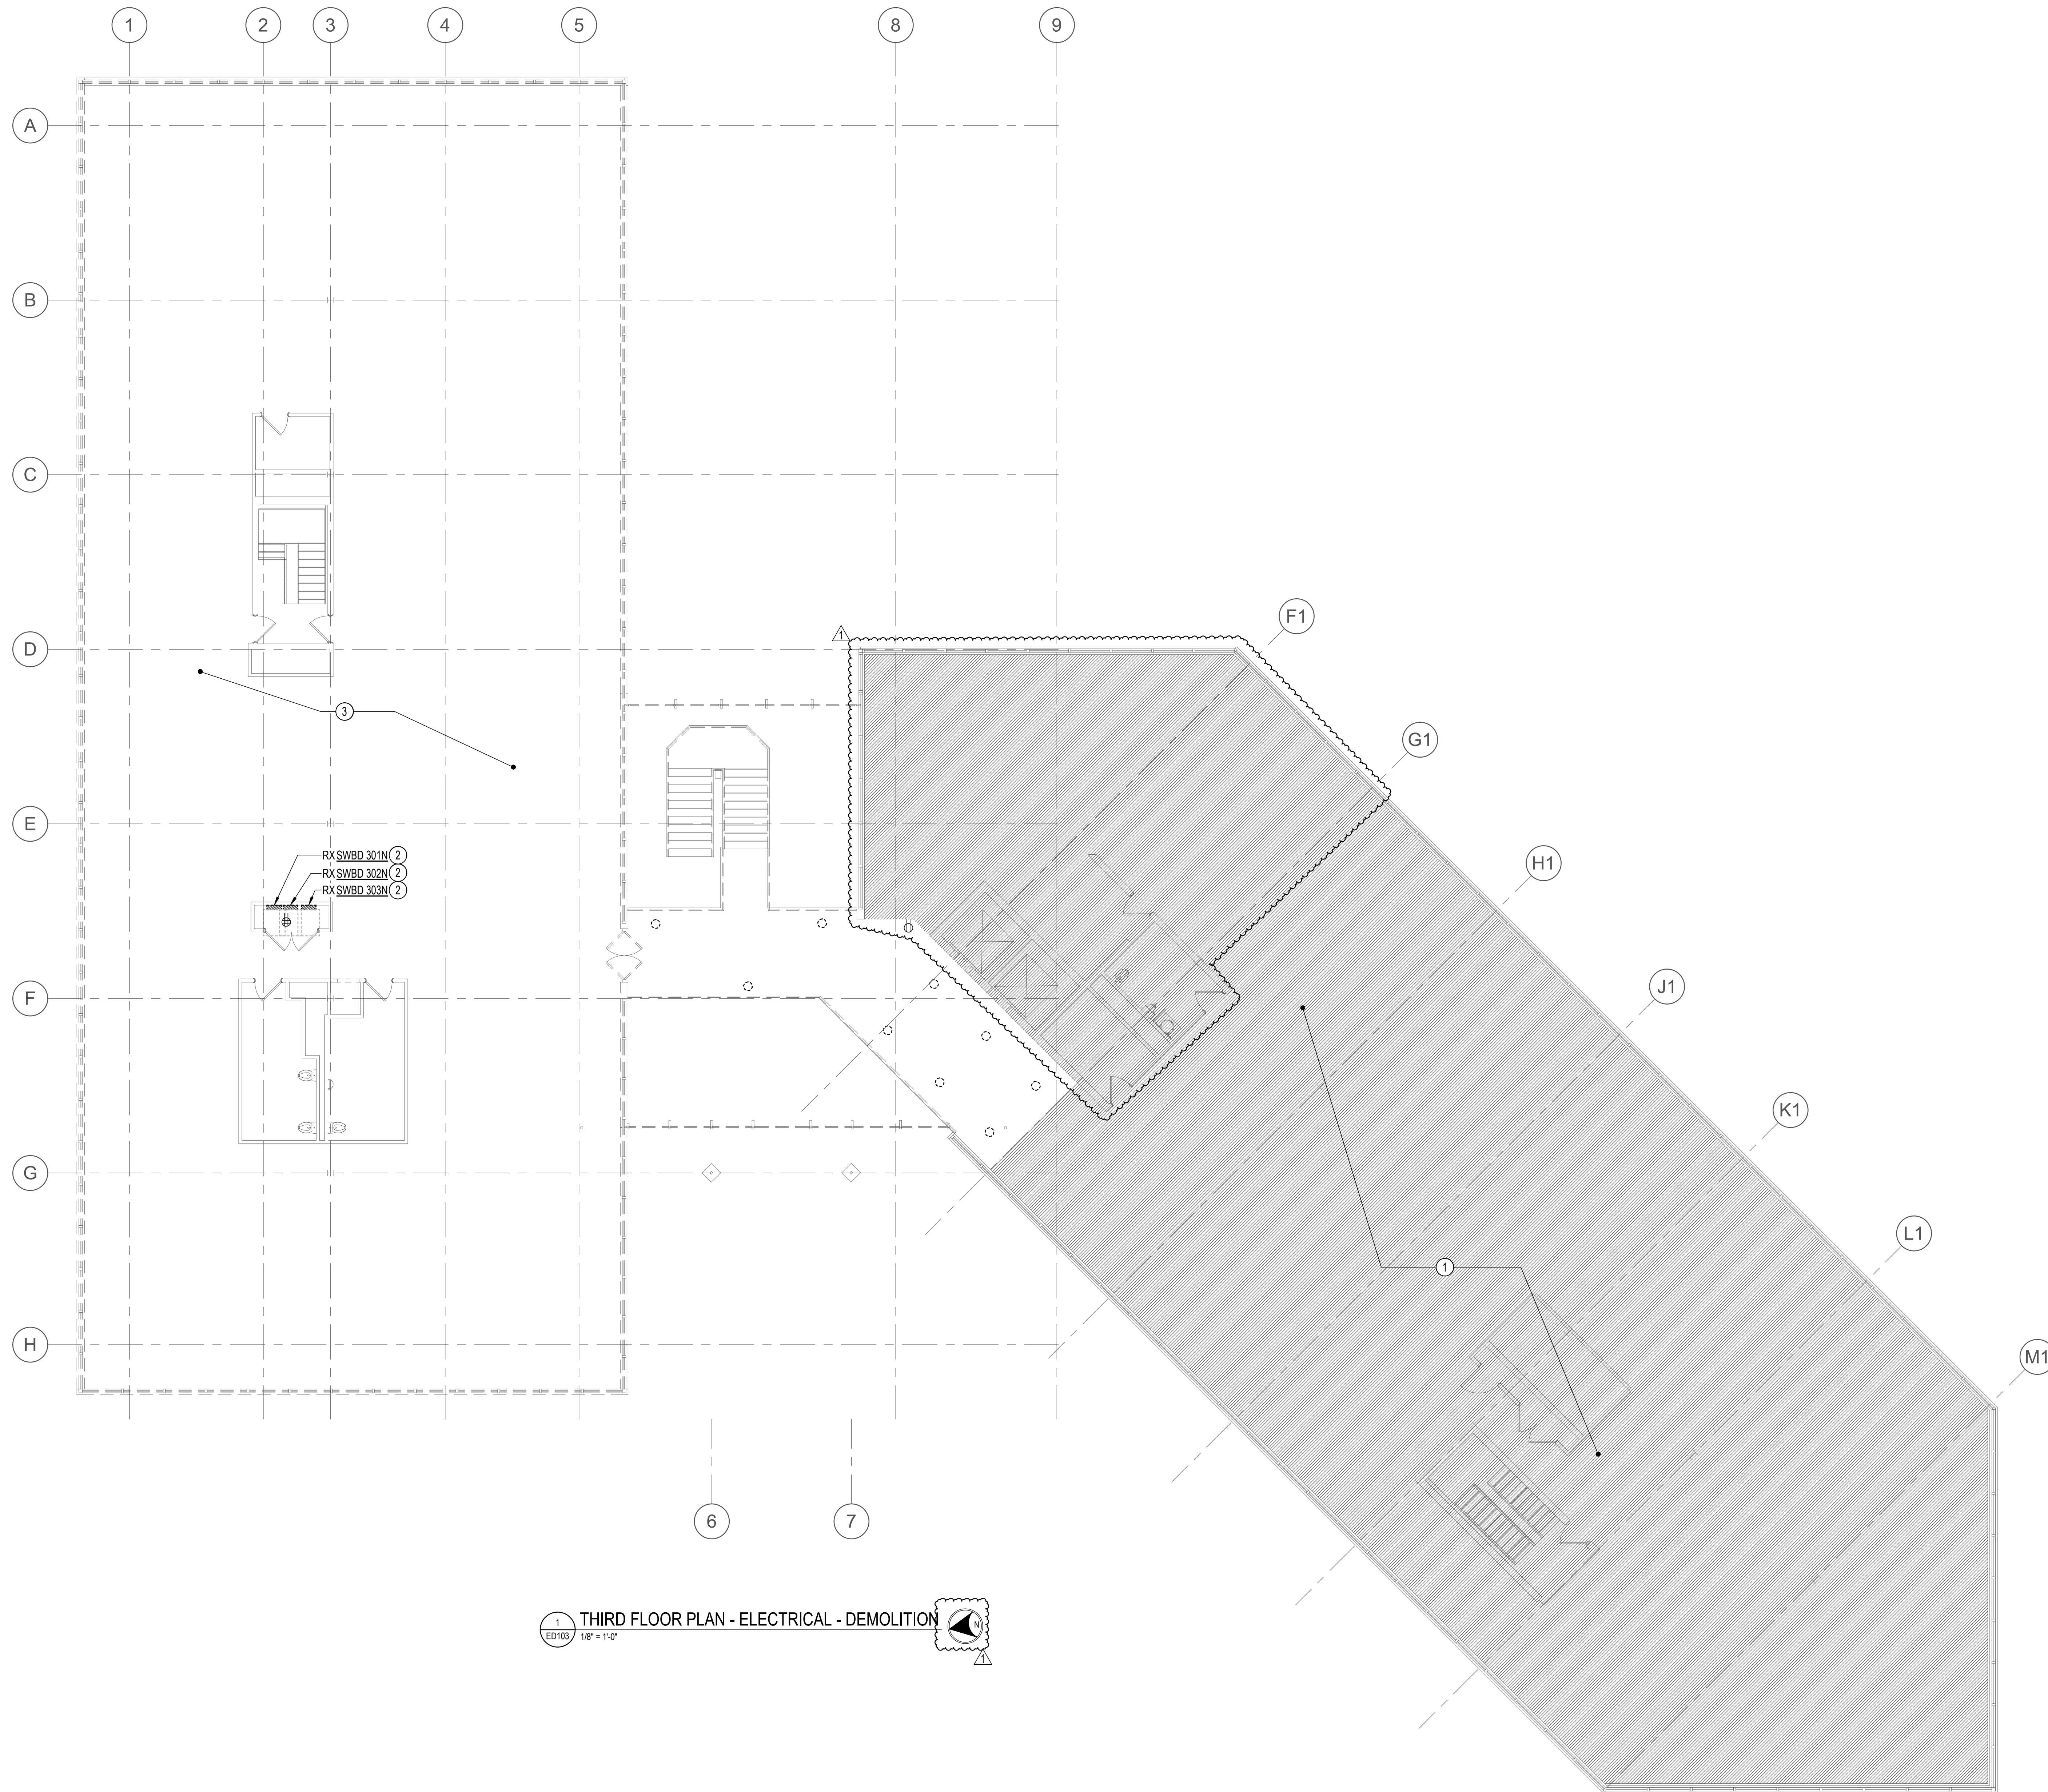 1
2
3
4
5
8
9
A
B
C
D
E
F
G
H
F1
G1
H1
J1
K1
L1
M1
1
3
RX SWBD 301N 2
RX SWBD 302N 2
RX SWBD 303N 2
1
6
7
1
ED103
THIRD FLOOR PLAN - ELECTRICAL - DEMOLITION
1/8" = 1'-0"
N
1